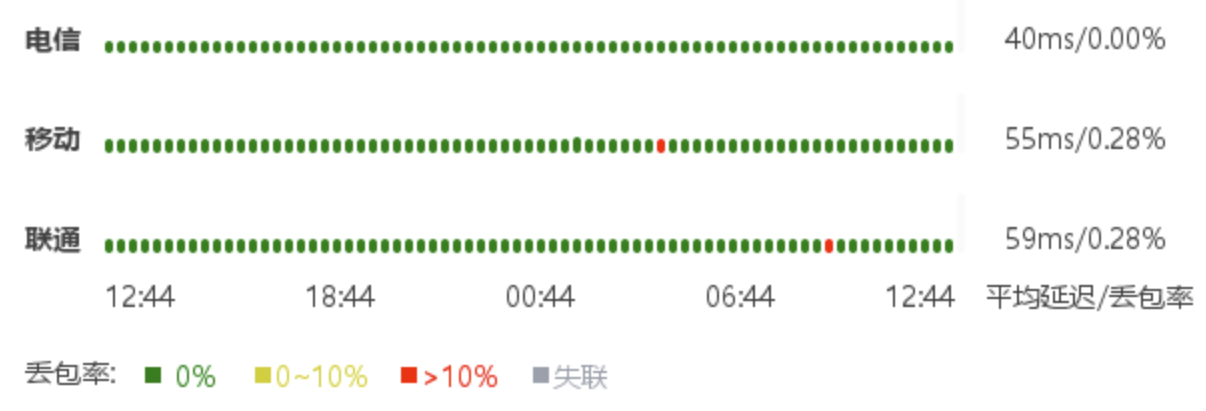 电信 40ms/0.00%
移动 55ms/0.28%
联通 59ms/0.28%
12:44 18:44 00:44 06:44 12:44 平均延迟/丢包率
丢包率: 0% 0~10% >10% 失联